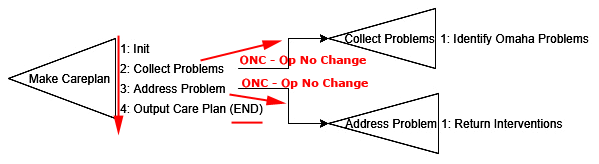 Make Careplan
1: Init
2: Collect Problems
3: Address Problem
4: Output Care Plan (END)
ONC - Op No Change
ONC - Op No Change
Collect Problems
1: Identify Omaha Problems
Address Problem
1: Return Interventions